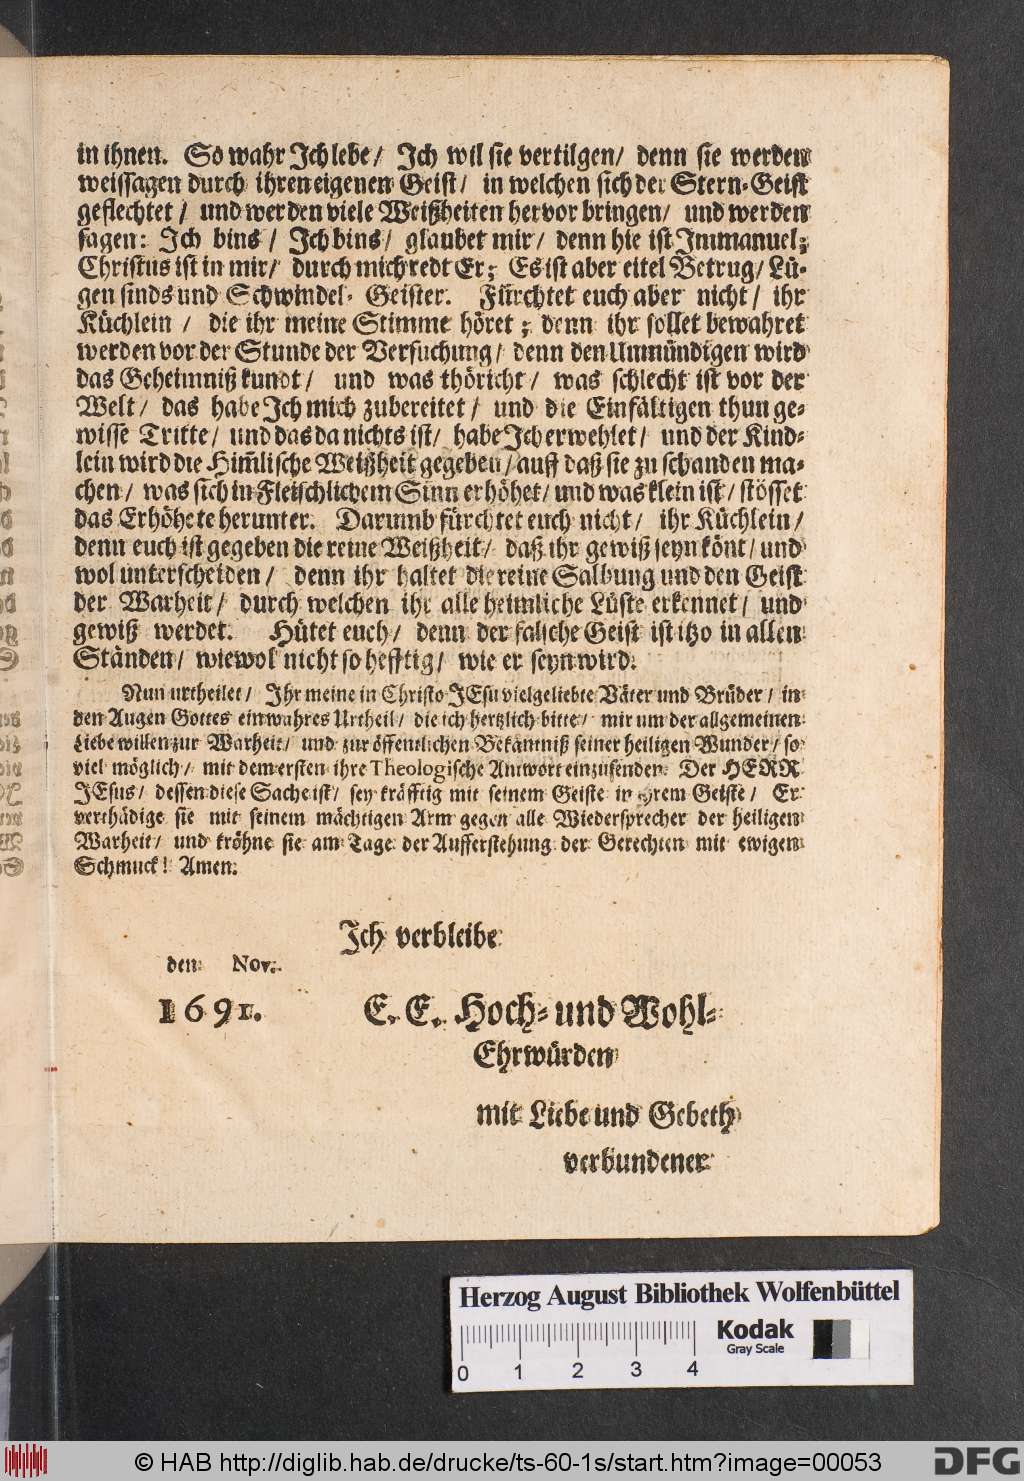 in ihnen. So wahr Ich lebe/ Ich wil sie vertilgen/ denn sie werden
weissagen durch ihren eigenen Geist/ in welchen sich der Stern-Geist
geflechtet/ und werden viele Weißheiten hervor bringen/ und werden
sagen: Ich bins/ Ich bins/ glaubet mir/ denn hie ist Immanuel;
Christus ist in mir/ durch mich redt Er; Es ist aber eitel Betrug/ Lü-
gen sinds und Schwindel-Geister. Fürchtet euch aber nicht/ ihr
Küchlein/ die ihr meine Stimme höret; denn ihr sollet bewahret
werden vor der Stunde der Versuchung/ denn den Unmündigen wird
das Geheimniß kundt/ und was thöricht/ was schlecht ist vor der
Welt/ das habe Ich mich zubereitet/ und die Einfältigen thun ge-
wisse Tritte/ und das da nichts ist/ habe Ich erwehlet/ und der Kind-
lein wird die Him̃lische Weißheit gegeben/ auff daß sie zu schanden ma-
chen/ was sich in Fleischlichem Sinn erhöhet/ und was klein ist/ stösset
das Erhöhete herunter. Darumb fürchtet euch nicht/ ihr Küchlein/
denn euch ist gegeben die reine Weißheit/ daß ihr gewiß seyn könt/ und
wol unterscheiden/ denn ihr haltet die reine Salbung und den Geist
der Warheit/ durch welchen ihr alle heimliche Lüste erkennet/ und
gewiß werdet. Hütet euch/ denn der falsche Geist ist itzo in allen
Ständen/ wiewol nicht so hefftig/ wie er seyn wird.
Nun urtheilet/ Ihr meine in Christo JEsu vielgeliebte Väter und Brüder/ in
den Augen Gottes ein wahres Urtheil/ die ich hertzlich bitte/ mir um der allgemeinen
Liebe willen zur Warheit/ und zur öffentlichen Bekäntniß seiner heiligen Wunder/ so
viel möglich/ mit dem ersten ihre Theologische Antwort einzusenden. Der HERR
JEsus/ dessen diese Sache ist/ sey kräfftig mit seinem Geiste in ihrem Geiste/ Er
verthädige sie mit seinem mächtigen Arm gegen alle Wiedersprecher der heiligen
Warheit/ und kröhne sie am Tage der Aufferstehung der Gerechten mit ewigen
Schmuck! Amen.
Ich verbleibe
den Nov.
1691.
E. E. Hoch- und Wohl-
Ehrwürden
mit Liebe und Gebeth
verbundener
Herzog August Bibliothek Wolfenbüttel
Kodak
Gray Scale
0 1 2 3 4
© HAB http://diglib.hab.de/drucke/ts-60-1s/start.htm?image=00053
DFG